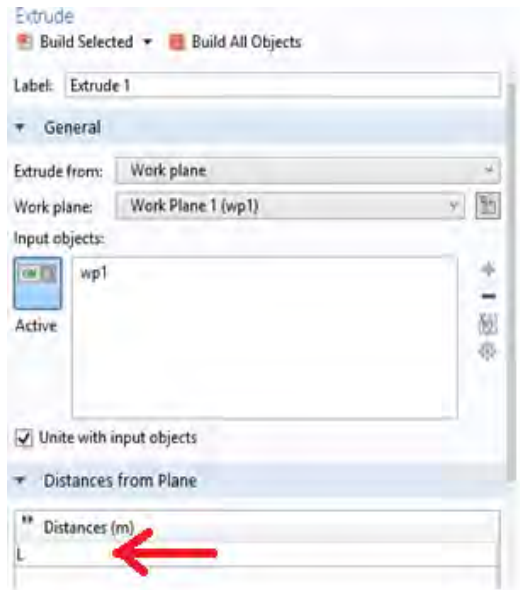 Extrude
Build Selected Build All Objects
Label: Extrude 1
General
Extrude from: Work plane
Work plane: Work Plane 1 (wp1)
Input objects:
wp1
Active
Unite with input objects
Distances from Plane
Distances (m)
L